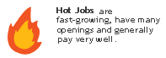 Hot Jobs are
fast-growing, have many
openings and generally
pay very well.